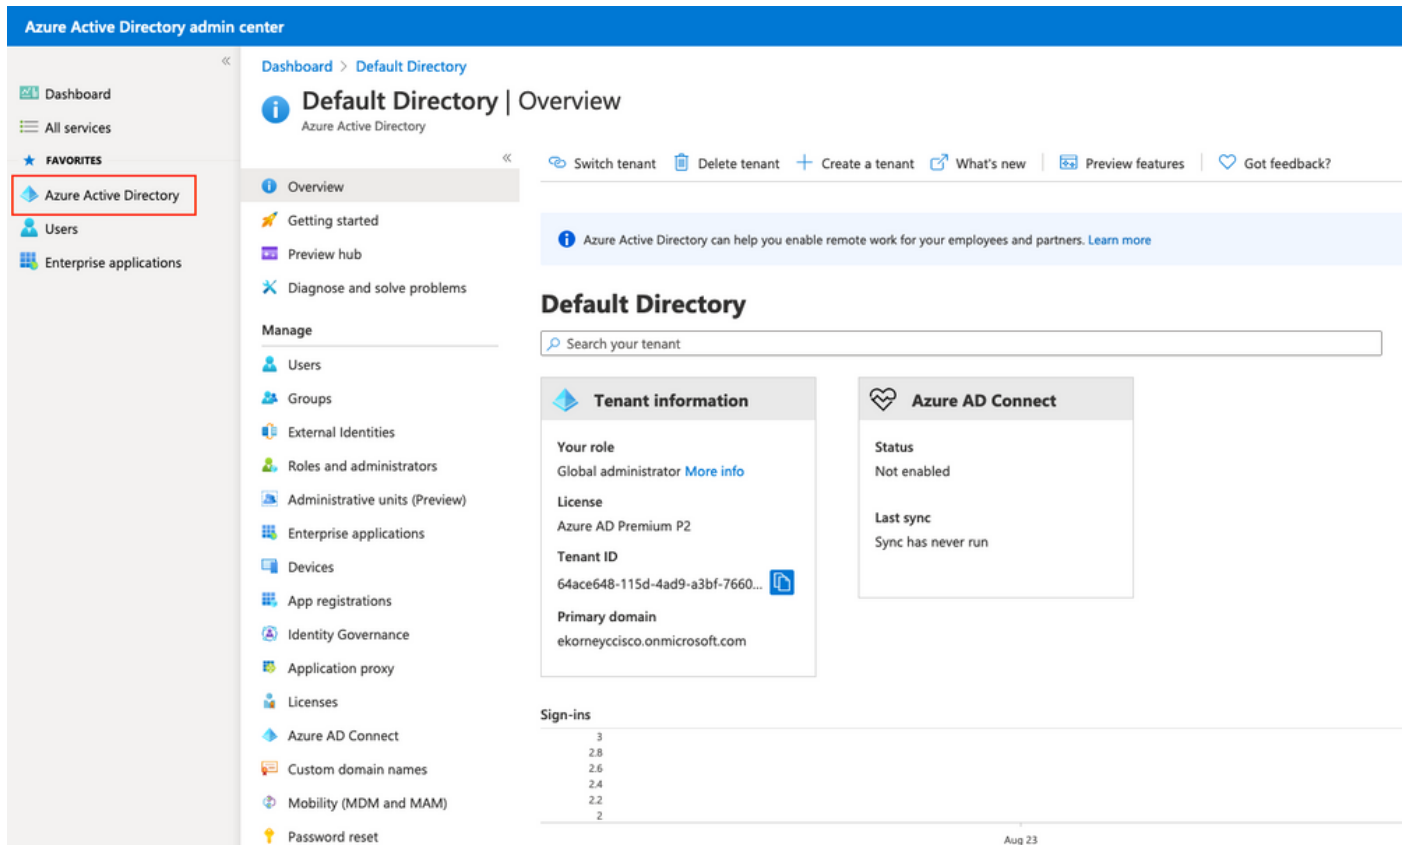 Azure Active Directory admin center
«
Dashboard
All services
FAVORITES
Azure Active Directory
Users
Enterprise applications
Dashboard > Default Directory
Default Directory | Overview
Azure Active Directory
«
Overview
Getting started
Preview hub
Diagnose and solve problems
Manage
Users
Groups
External Identities
Roles and administrators
Administrative units (Preview)
Enterprise applications
Devices
App registrations
Identity Governance
Application proxy
Licenses
Azure AD Connect
Custom domain names
Mobility (MDM and MAM)
Password reset
Switch tenant Delete tenant Create a tenant What's new Preview features Got feedback?
Azure Active Directory can help you enable remote work for your employees and partners. Learn more
Default Directory
Search your tenant
Tenant information
Your role
Global administrator More info
License
Azure AD Premium P2
Tenant ID
64ace648-115d-4ad9-a3bf-7660...
Primary domain
ekorneyccisco.onmicrosoft.com
Azure AD Connect
Status
Not enabled
Last sync
Sync has never run
Sign-ins
3
2.8
2.6
2.4
2.2
2
Aug 23